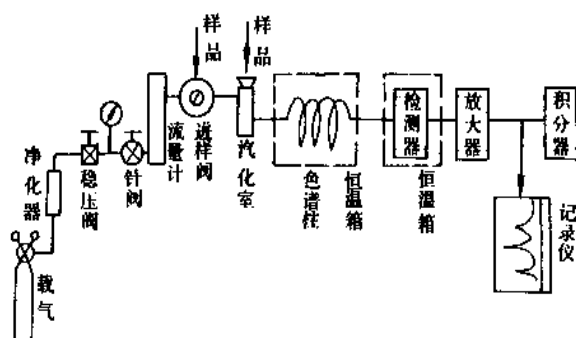 样品
样品
净化器
稳压阀
针阀
流量计
进样阀
汽化室
色谱柱
恒温箱
检测器
恒温箱
放大器
积分器
记录仪
载气